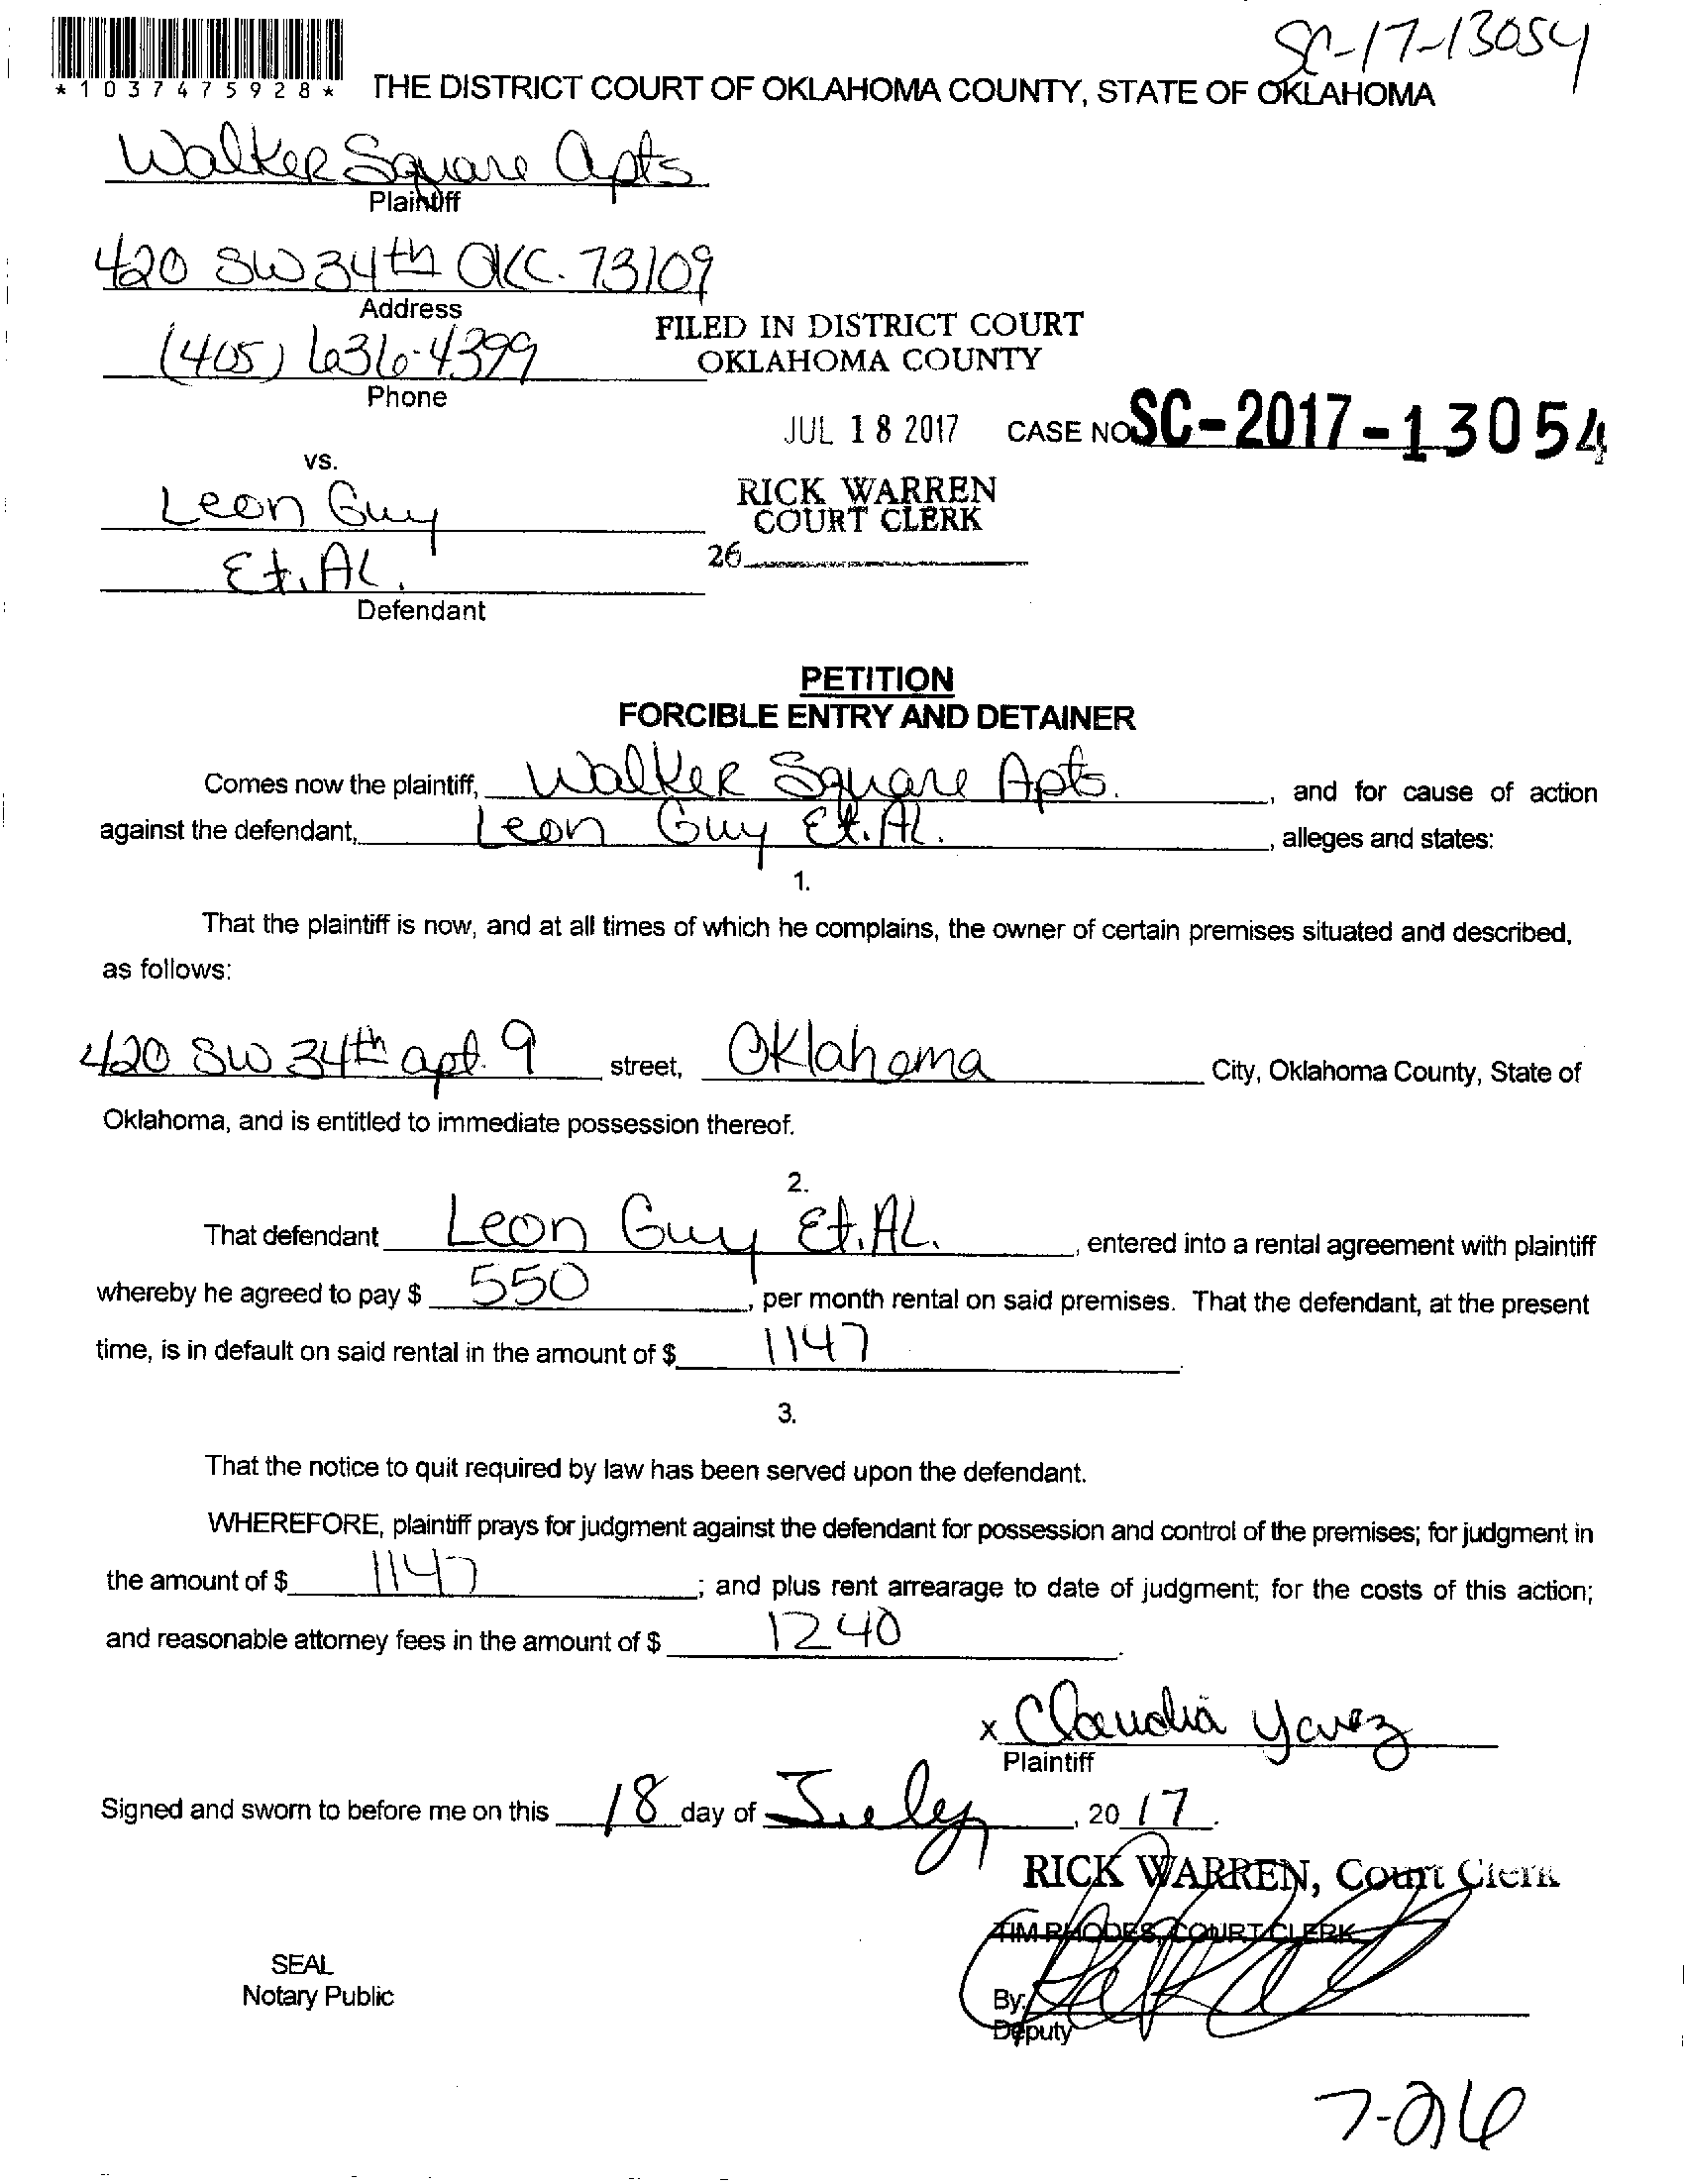 SC-17-13054
*1037475928*
THE DISTRICT COURT OF OKLAHOMA COUNTY, STATE OF OKLAHOMA
Walker Square Apts
Plaintiff
420 SW 34th OKC. 73109
Address
(405) 636-4399
Phone
FILED IN DISTRICT COURT
OKLAHOMA COUNTY
JUL 18 2017
CASE NO. SC-2017-13054
vs.
RICK WARREN
COURT CLERK
26
Leon Guy
Et. AL.
Defendant
PETITION
FORCIBLE ENTRY AND DETAINER
Comes now the plaintiff, Walker Square Apts. , and for cause of action
against the defendant, Leon Guy Et. AL. , alleges and states:
1.
That the plaintiff is now, and at all times of which he complains, the owner of certain premises situated and described,
as follows:
420 SW 34th apt. 9 street, Oklahoma City, Oklahoma County, State of
Oklahoma, and is entitled to immediate possession thereof.
2.
That defendant Leon Guy Et. AL. , entered into a rental agreement with plaintiff
whereby he agreed to pay $ 550 , per month rental on said premises. That the defendant, at the present
time, is in default on said rental in the amount of $ 1147 .
3.
That the notice to quit required by law has been served upon the defendant.
WHEREFORE, plaintiff prays for judgment against the defendant for possession and control of the premises; for judgment in
the amount of $ 1147 ; and plus rent arrearage to date of judgment; for the costs of this action;
and reasonable attorney fees in the amount of $ 1240 .
x Claudia Yanez
Plaintiff
Signed and sworn to before me on this 18 day of July , 20 17 .
RICK WARREN, Court Clerk
TIM RHODES, COURT CLERK
SEAL
Notary Public
By:
Deputy
7-26